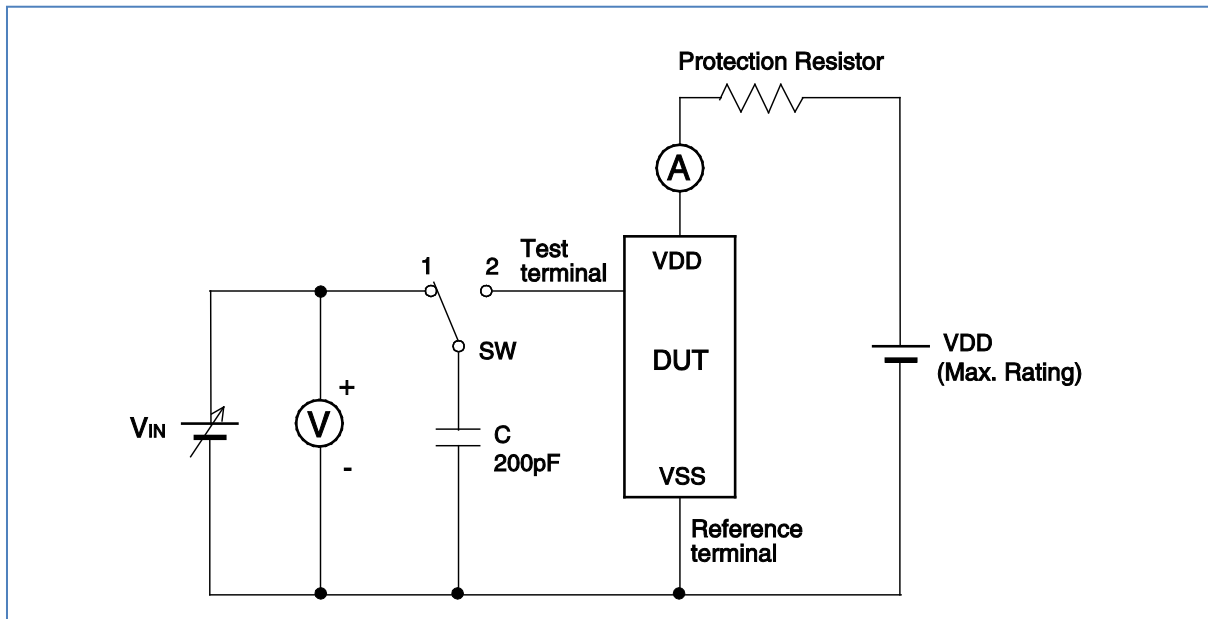 Protection Resistor
A
Test
terminal
1
2
VDD
SW
DUT
VDD
(Max. Rating)
+
VIN
V
-
C
200pF
VSS
Reference
terminal